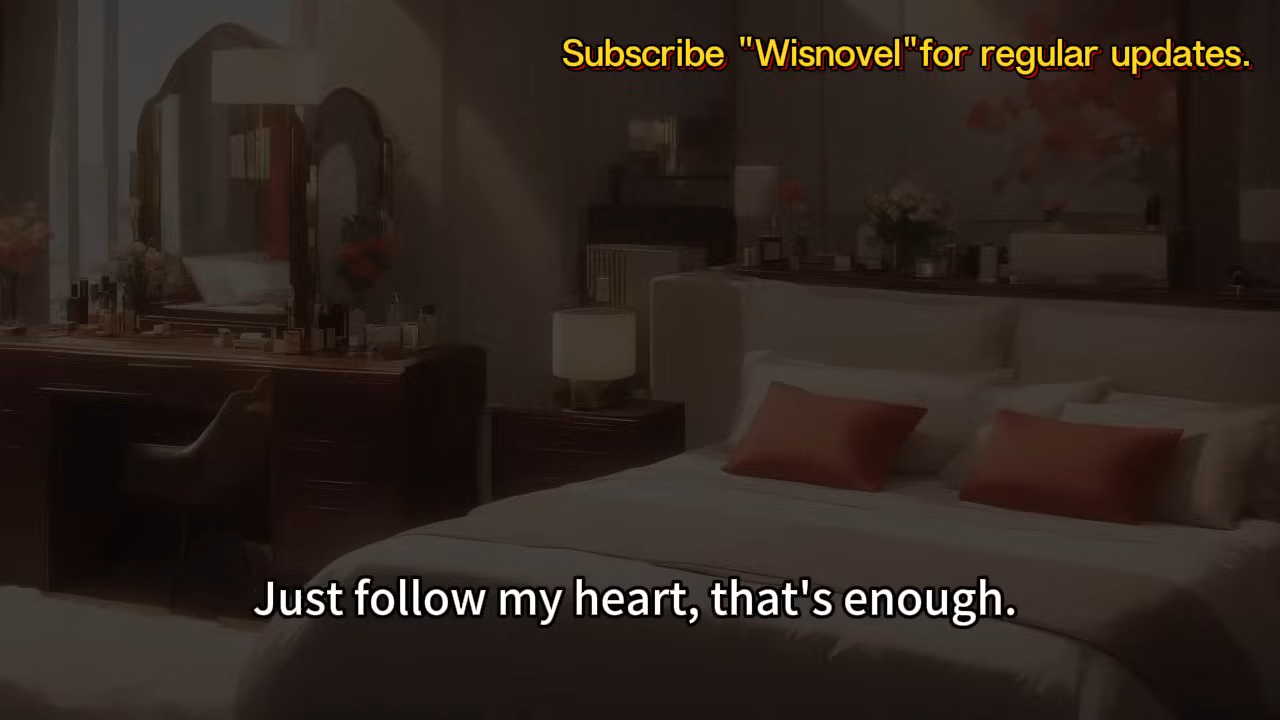 Subscribe "Wisnovel"for regular updates.
Just follow my heart, that's enough.